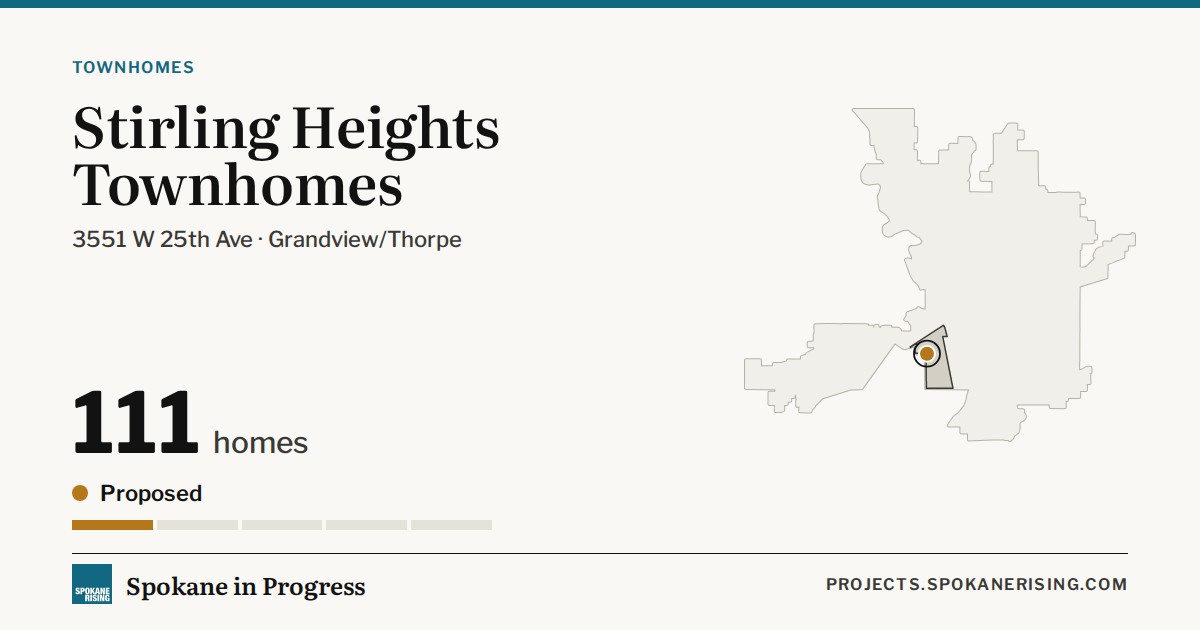 TOWNHOMES
Stirling Heights
Townhomes
3551 W 25th Ave · Grandview/Thorpe
111 homes
Proposed
SPOKANE
RISING
Spokane in Progress
PROJECTS.SPOKANERISING.COM